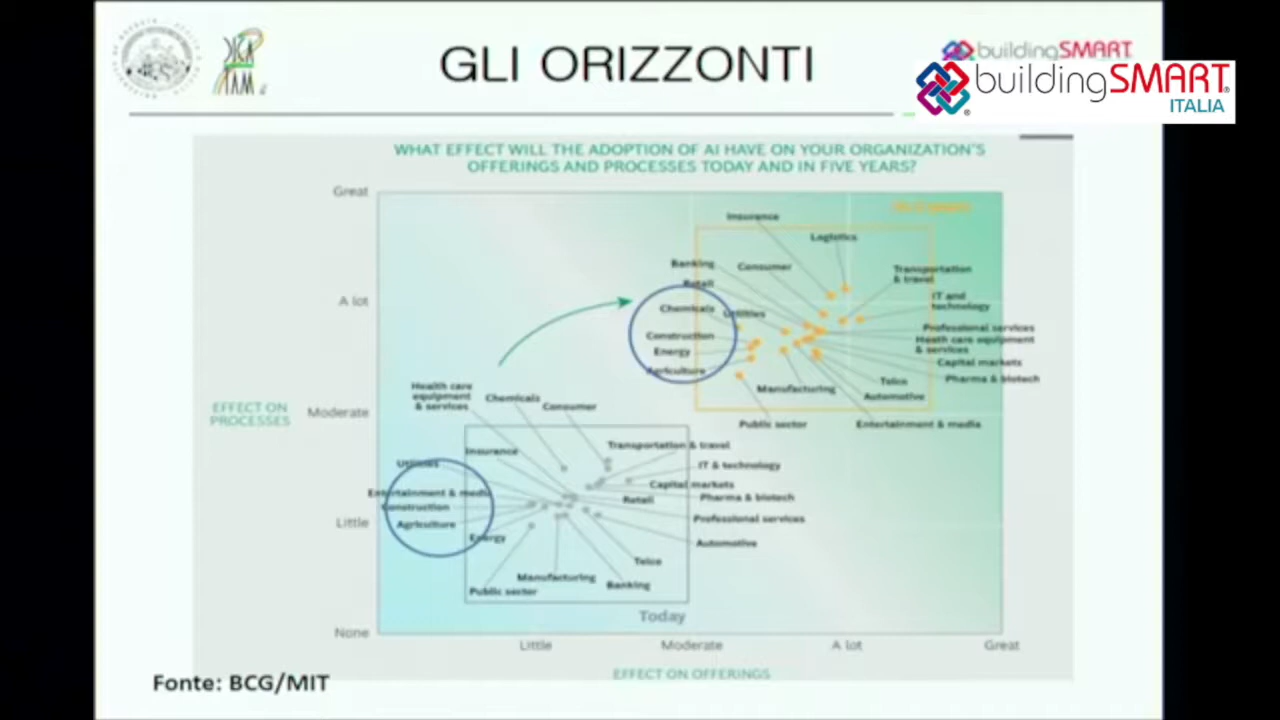 GLI ORIZZONTI
buildingSMART
buildingSMART
ITALIA
WHAT EFFECT WILL THE ADOPTION OF AI HAVE ON YOUR ORGANIZATION'S
OFFERINGS AND PROCESSES TODAY AND IN FIVE YEARS?
Great
A lot
Moderate
Little
None
EFFECT ON
PROCESSES
Insurance
Logistics
Banking
Consumer
Transportation
& travel
Retail
IT and
technology
Chemicals
Utilities
Construction
Professional services
Heath care equipment
& services
Energy
Capital markets
Agriculture
Pharma & biotech
Manufacturing
Telco
Automotive
Public sector
Entertainment & media
Health care
equipment
& services
Chemicals
Consumer
Insurance
Transportation & travel
Utilities
IT & technology
Capital markets
Entertainment & media
Retail
Pharma & biotech
Construction
Professional services
Agriculture
Energy
Automotive
Telco
Manufacturing
Banking
Public sector
Today
Little
Moderate
A lot
Great
EFFECT ON OFFERINGS
Fonte: BCG/MIT